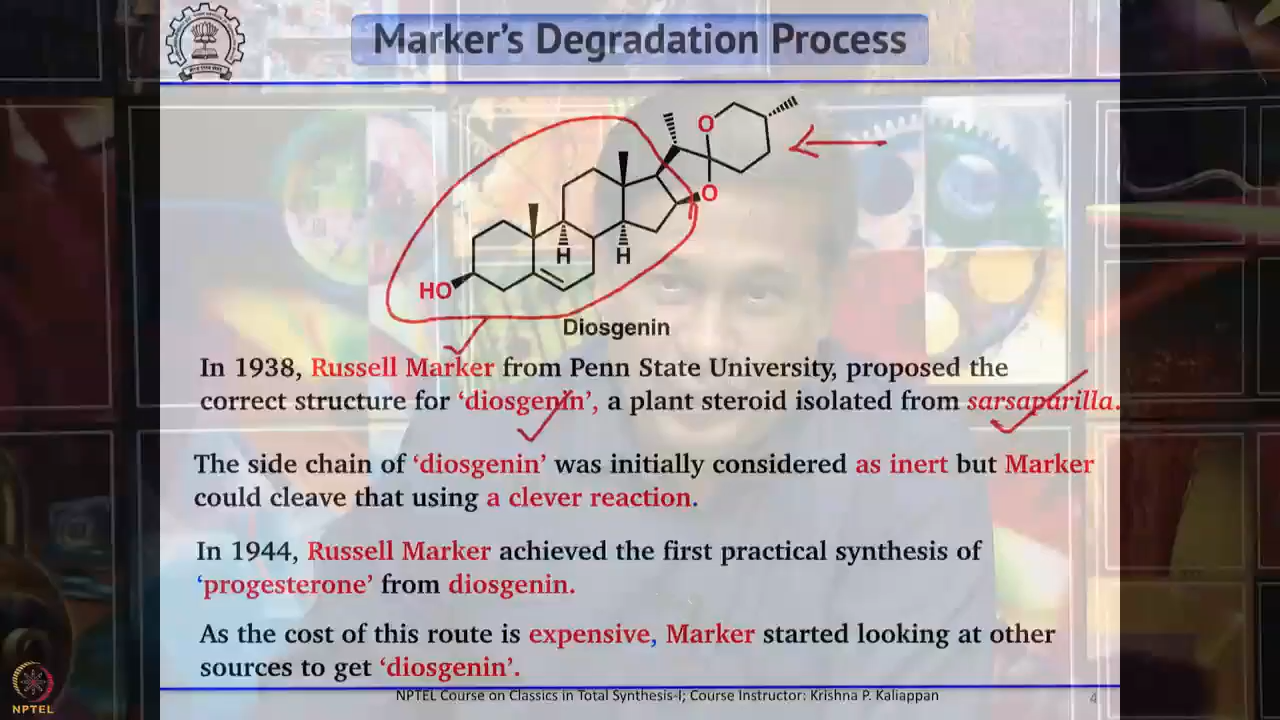 Marker's Degradation Process
O
O
H
H
HO
Diosgenin
In 1938, Russell Marker from Penn State University, proposed the
correct structure for 'diosgenin', a plant steroid isolated from sarsaparilla.
The side chain of 'diosgenin' was initially considered as inert but Marker
could cleave that using a clever reaction.
In 1944, Russell Marker achieved the first practical synthesis of
'progesterone' from diosgenin.
As the cost of this route is expensive, Marker started looking at other
sources to get 'diosgenin'.
NPTEL Course on Classics in Total Synthesis-I; Course Instructor: Krishna P. Kaliappan
4
NPTEL